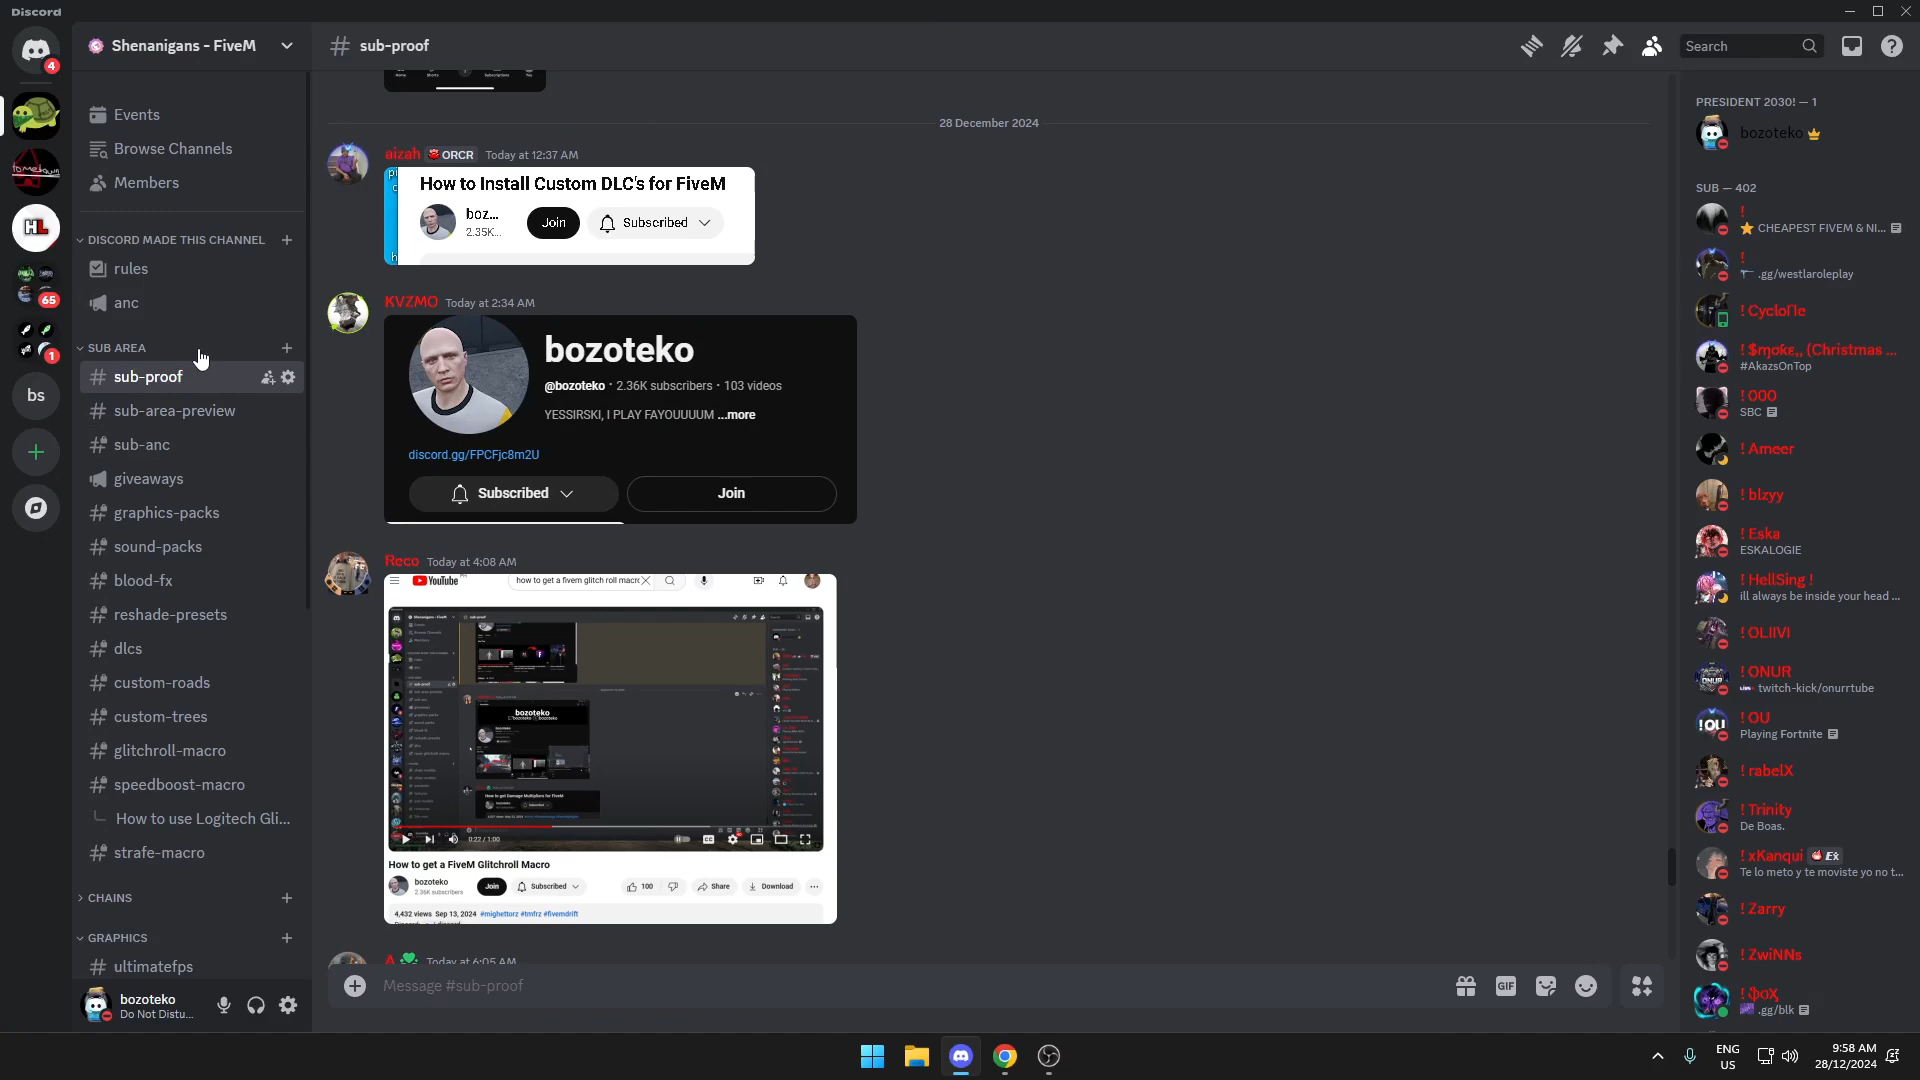 Discord
4
Shenanigans - FiveM
sub-proof
Search
Events
Browse Channels
Members
DISCORD MADE THIS CHANNEL
rules
anc
SUB AREA
sub-proof
sub-area-preview
sub-anc
giveaways
graphics-packs
sound-packs
blood-fx
reshade-presets
dlcs
custom-roads
custom-trees
glitchroll-macro
speedboost-macro
How to use Logitech Gli...
strafe-macro
CHAINS
GRAPHICS
ultimatefps
bozoteko
Do Not Distu...
HL
65
1
bs
28 December 2024
aizah ORCR Today at 12:37 AM
How to Install Custom DLC's for FiveM
boz...
2.35K...
Join
Subscribed
KVZMO Today at 2:34 AM
bozoteko
@bozoteko • 2.36K subscribers • 103 videos
YESSIRSKI, I PLAY FAYOUUUUM ...more
discord.gg/FPCFjc8m2U
Subscribed
Join
Reco Today at 4:08 AM
YouTube
how to get a fivem glitch roll macro
bozoteko
How to get Damage Multipliers for FiveM
0:22 / 1:00
How to get a FiveM Glitchroll Macro
bozoteko
2.36K subscribers
Join
Subscribed
100
Share
Download
4,432 views Sep 13, 2024 #mighettorz #tmfrz #fivemdrift
A Today at 6:05 AM
Message #sub-proof
GIF
PRESIDENT 2030! — 1
bozoteko
SUB — 402
!
CHEAPEST FIVEM & NI...
!
.gg/westlaroleplay
! $ɱoƙɛ,, (Christmas ...
#AkazsOnTop
! 000
SBC
! Ameer
! blzyy
! Eska
ESKALOGIE
! HellSing !
ill always be inside your head ...
! OLIIVI
! ONUR
twitch-kick/onurrtube
! OU
Playing Fortnite
! rabelX
! Trinity
De Boas.
! xKanqui
Te lo meto y te moviste yo no t...
! Zarry
! ZwiNNs
.gg/blk
ENG
US
9:58 AM
28/12/2024